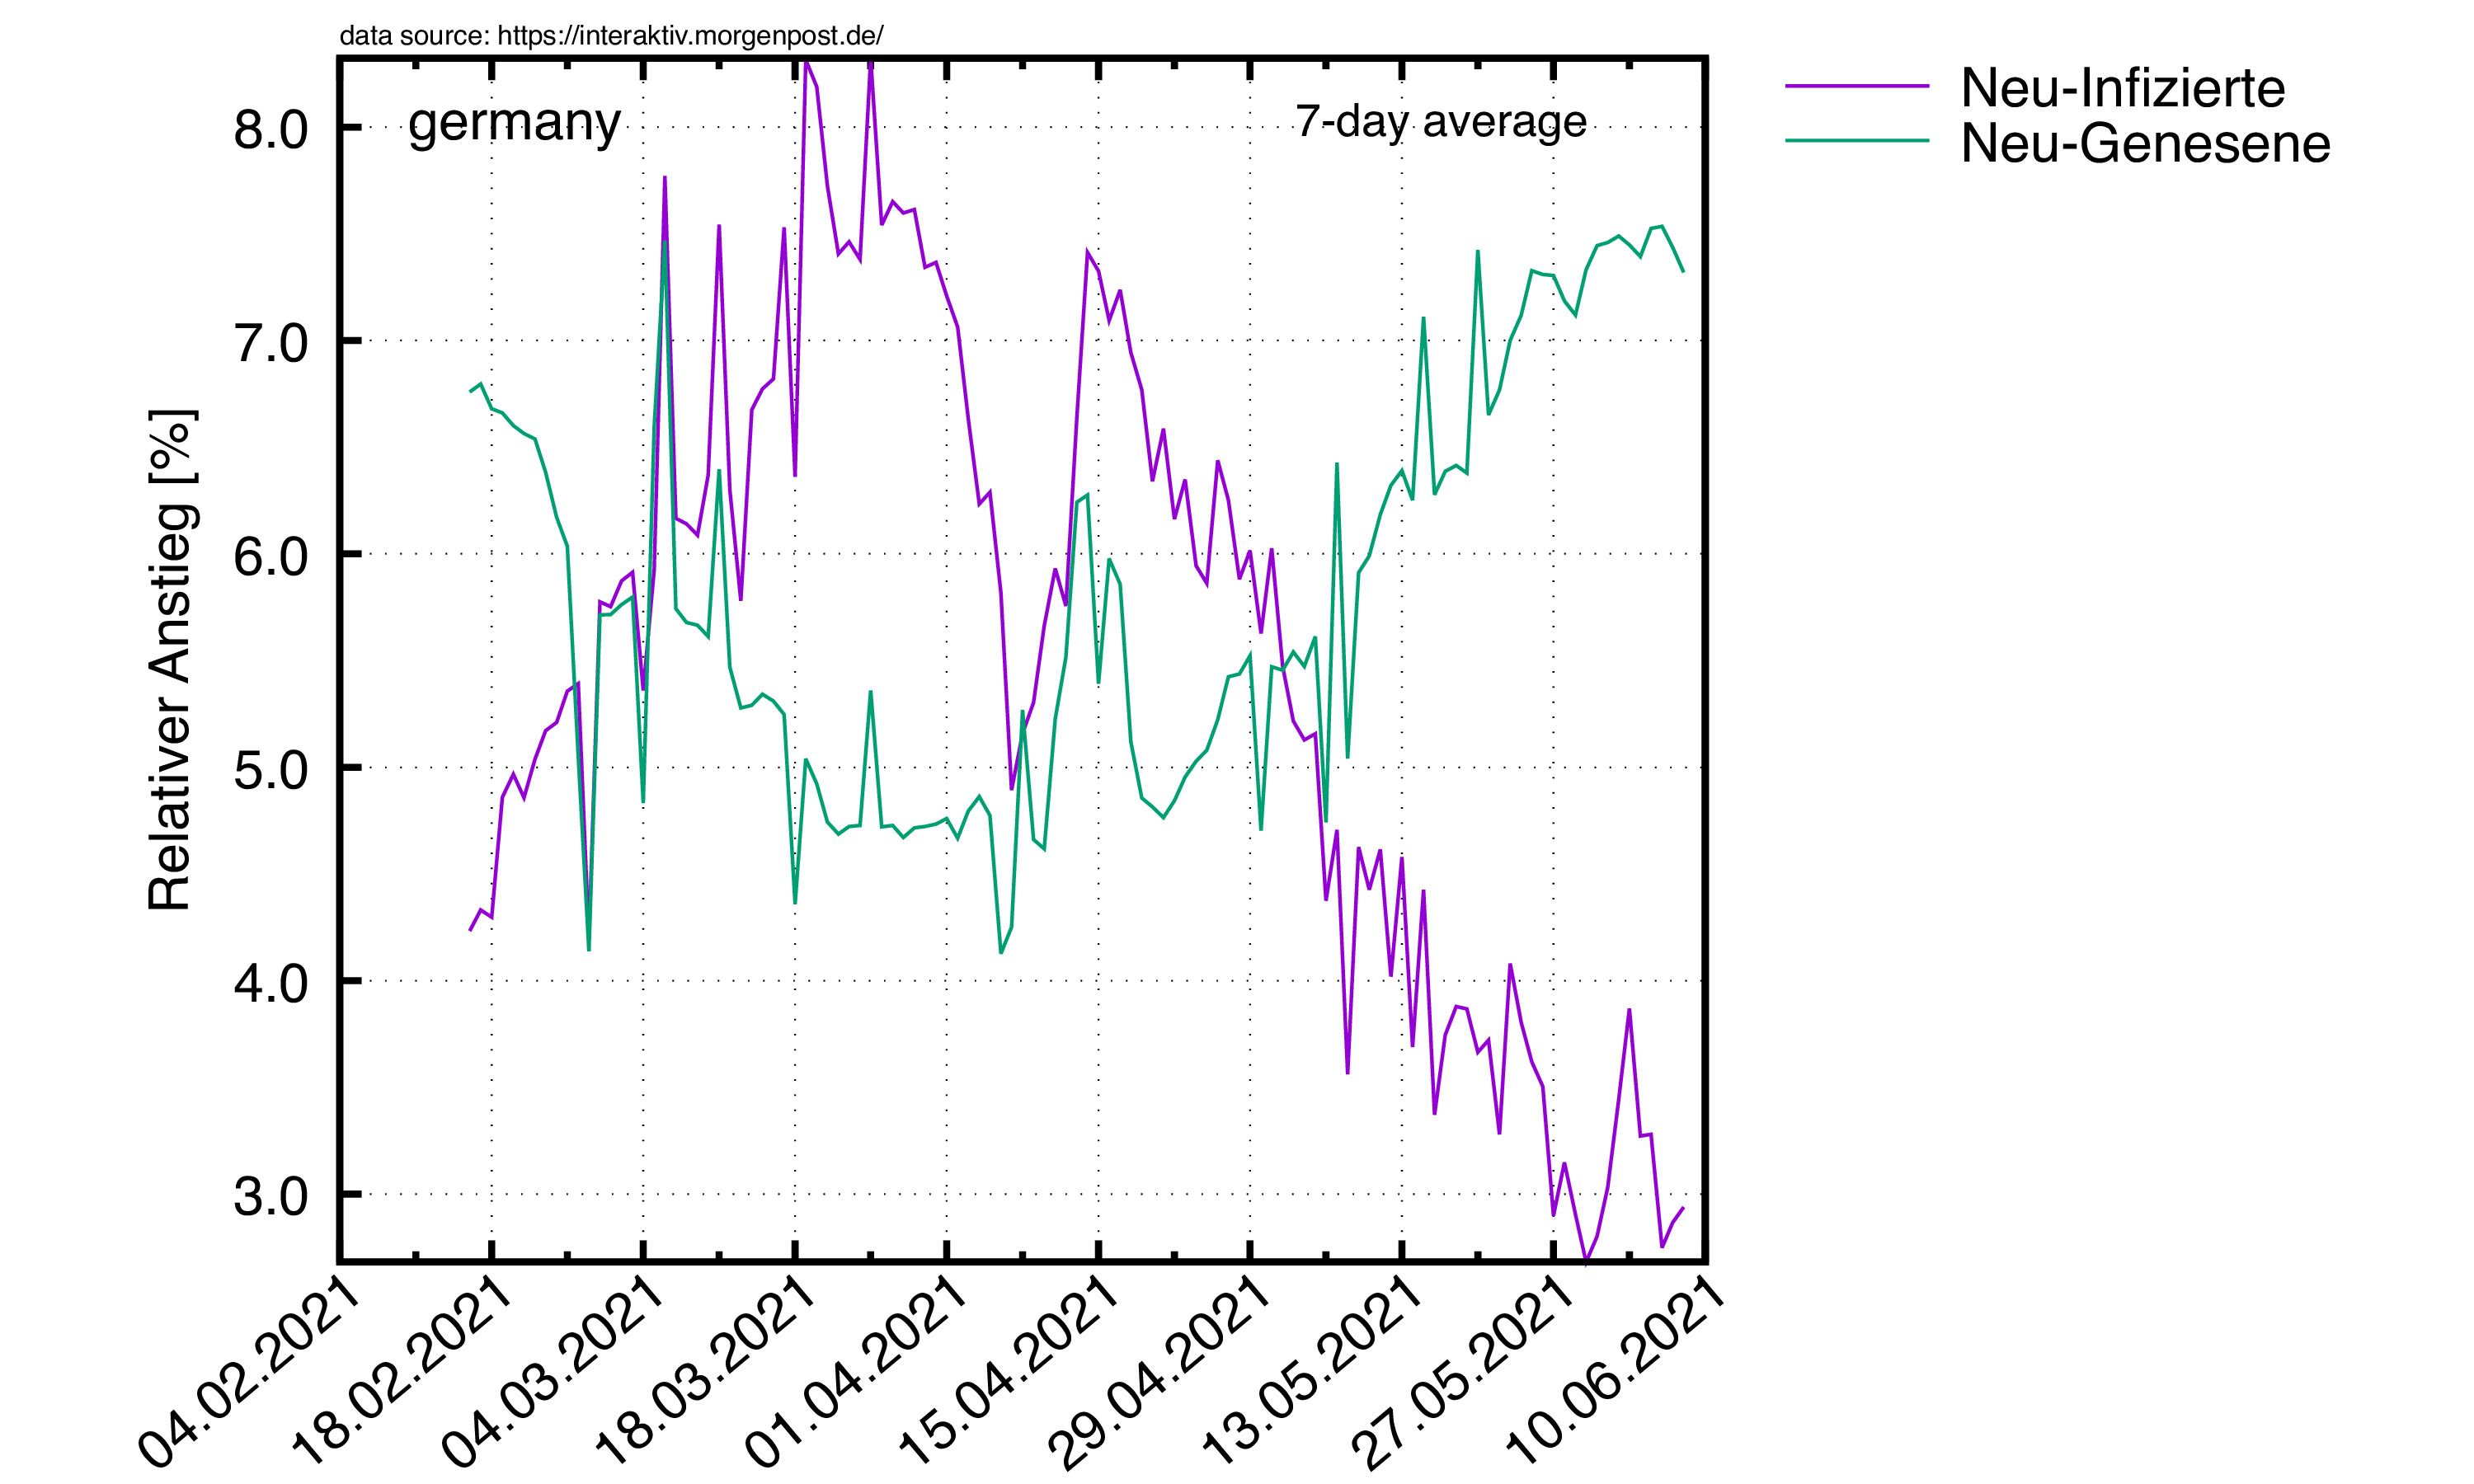 data source: https://interaktiv.morgenpost.de/
germany
7-day average
Neu-Infizierte
Neu-Genesene
Relativer Anstieg [%]
8.0
7.0
6.0
5.0
4.0
3.0
04.02.2021
18.02.2021
04.03.2021
18.03.2021
01.04.2021
15.04.2021
29.04.2021
13.05.2021
27.05.2021
10.06.2021